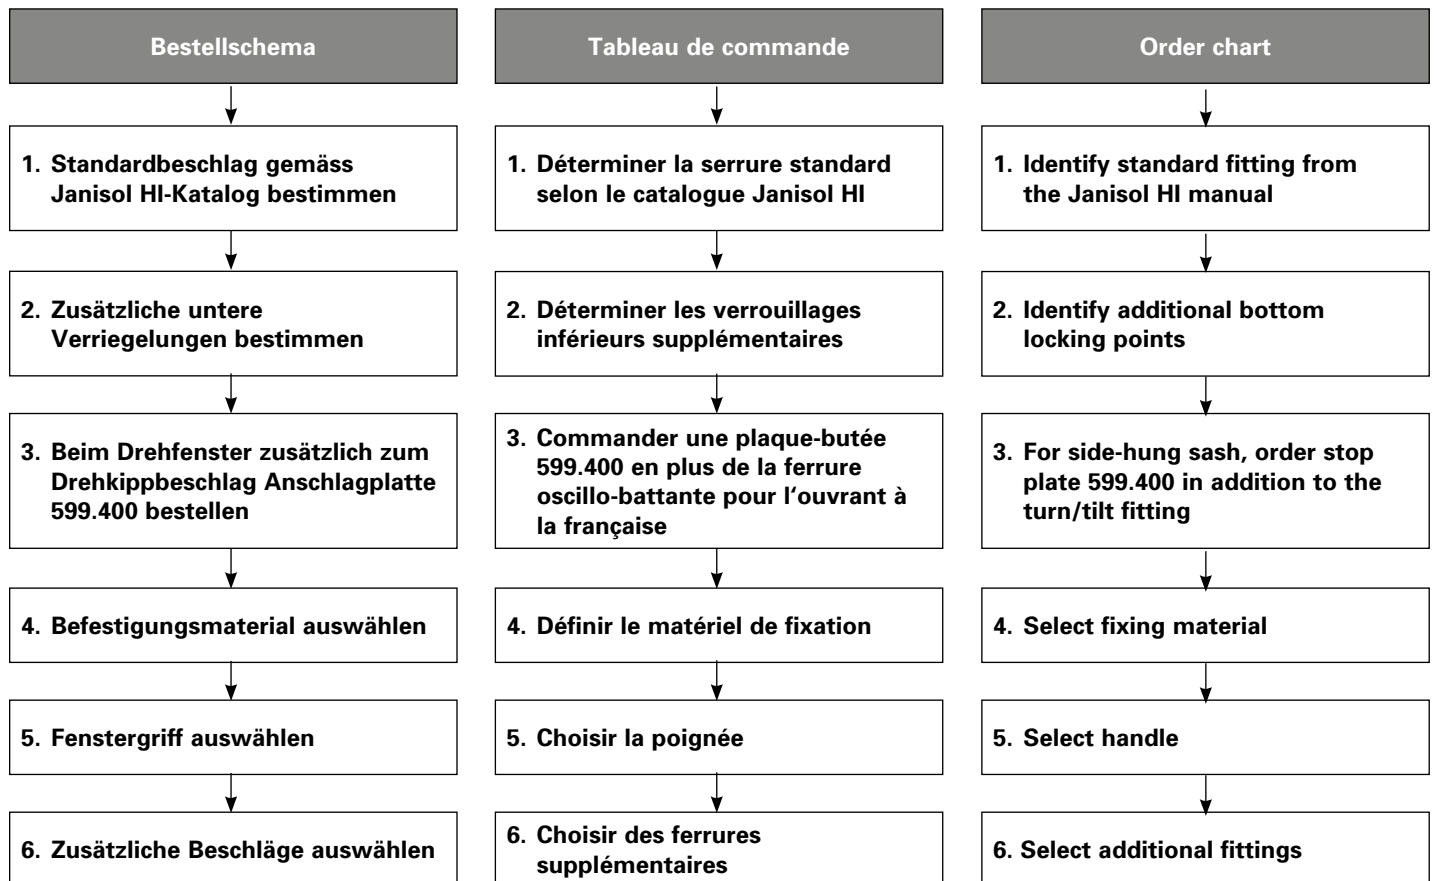 Bestellschema
1. Standardbeschlag gemäss
Janisol HI-Katalog bestimmen
2. Zusätzliche untere
Verriegelungen bestimmen
3. Beim Drehfenster zusätzlich zum
Drehkippbeschlag Anschlagplatte
599.400 bestellen
4. Befestigungsmaterial auswählen
5. Fenstergriff auswählen
6. Zusätzliche Beschläge auswählen
Tableau de commande
1. Déterminer la serrure standard
selon le catalogue Janisol HI
2. Déterminer les verrouillages
inférieurs supplémentaires
3. Commander une plaque-butée
599.400 en plus de la ferrure
oscillo-battante pour l‘ouvrant à
la française
4. Définir le matériel de fixation
5. Choisir la poignée
6. Choisir des ferrures
supplémentaires
Order chart
1. Identify standard fitting from
the Janisol HI manual
2. Identify additional bottom
locking points
3. For side-hung sash, order stop
plate 599.400 in addition to the
turn/tilt fitting
4. Select fixing material
5. Select handle
6. Select additional fittings